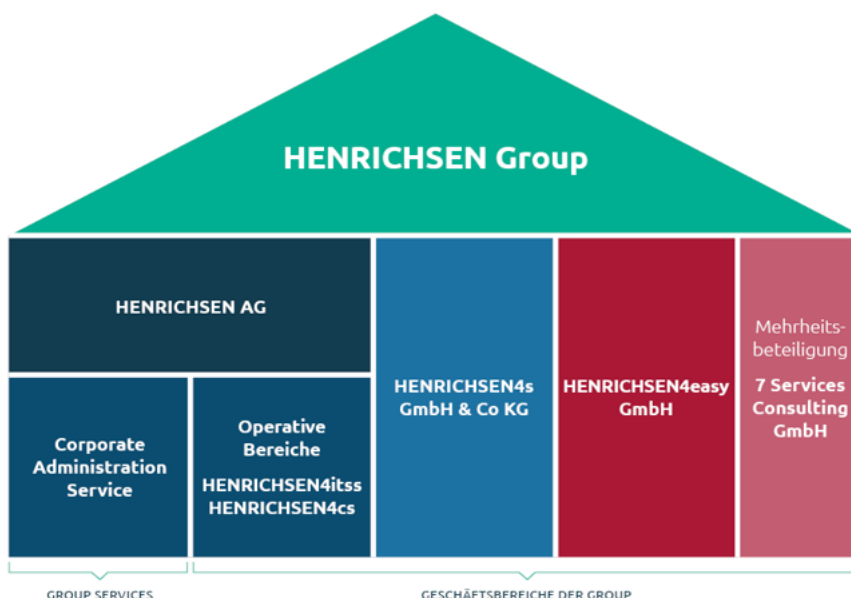 HENRICHSEN Group
HENRICHSEN AG
Corporate
Administration
Service
Operative
Bereiche
HENRICHSEN4itss
HENRICHSEN4cs
HENRICHSEN4s
GmbH & Co KG
HENRICHSEN4easy
GmbH
Mehrheits-
beteiligung
7 Services
Consulting
GmbH
GROUP SERVICES
GESCHÄFTSBEREICHE DER GROUP